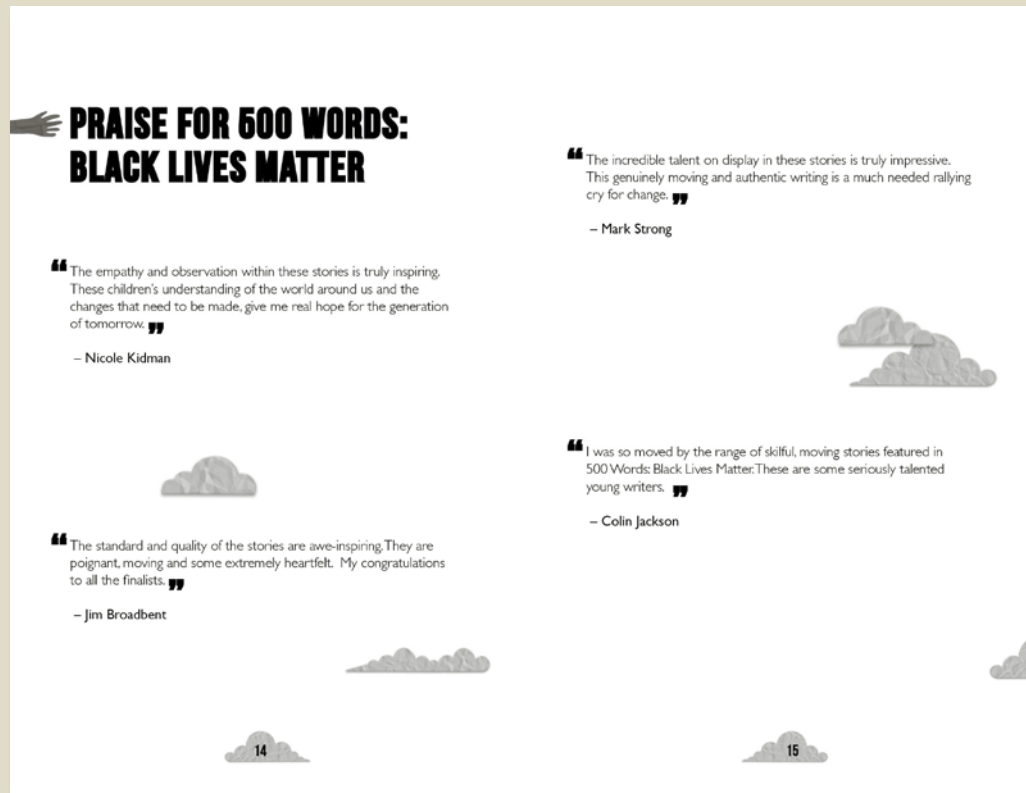 PRAISE FOR 500 WORDS:
BLACK LIVES MATTER
“ The empathy and observation within these stories is truly inspiring.
These children’s understanding of the world around us and the
changes that need to be made, give me real hope for the generation
of tomorrow. ”
– Nicole Kidman
“ The standard and quality of the stories are awe-inspiring. They are
poignant, moving and some extremely heartfelt. My congratulations
to all the finalists. ”
– Jim Broadbent
14
“ The incredible talent on display in these stories is truly impressive.
This genuinely moving and authentic writing is a much needed rallying
cry for change. ”
– Mark Strong
“ I was so moved by the range of skilful, moving stories featured in
500 Words: Black Lives Matter. These are some seriously talented
young writers. ”
– Colin Jackson
15